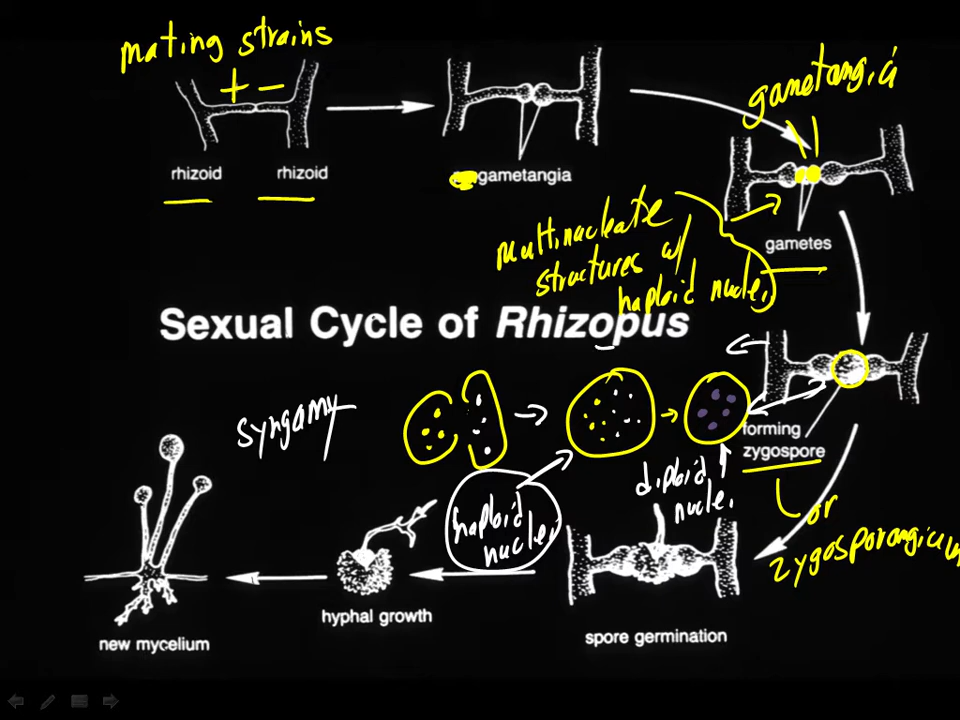 mating strains
+ -
rhizoid
rhizoid
gametangia
gametangia
gametes
multinucleate
structures w/
haploid nuclei
Sexual Cycle of Rhizopus
syngamy
forming
zygospore
or
zygosporangium
diploid
nuclei
haploid
nuclei
spore germination
hyphal growth
new mycelium